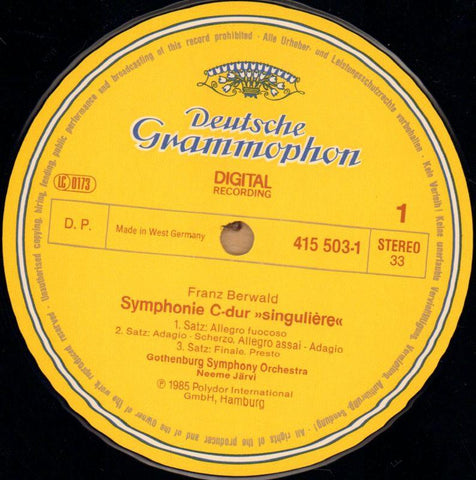 Deutsche
Grammophon
DIGITAL
RECORDING
LC 0173
1
D. P.
Made in West Germany
415 503-1
STEREO
33
Franz Berwald
Symphonie C-dur »singulière«
1. Satz: Allegro fuocoso
2. Satz: Adagio - Scherzo, Allegro assai - Adagio
3. Satz: Finale. Presto
Gothenburg Symphony Orchestra
Neeme Järvi
℗ 1985 Polydor International
GmbH, Hamburg
Alle Urheber- und Leistungsschutzrechte vorbehalten · Kein Verleih! Keine unerlaubte Vervielfältigung, Vermietung, Aufführung, Sendung! · All rights of the producer and of the owner of the work reproduced reserved · Unauthorised copying, hiring, lending, public performance and broadcasting of this record prohibited ·